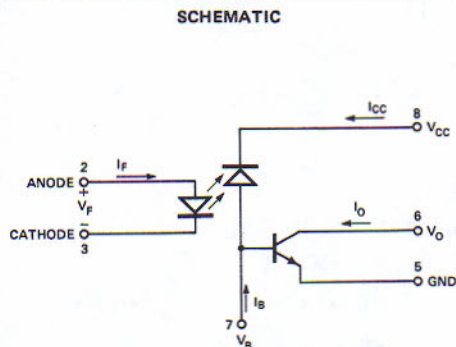 SCHEMATIC
ICC
8
VCC
2
IF
ANODE
+
VF
–
CATHODE
3
IO
6
VO
5
GND
IB
7
VB